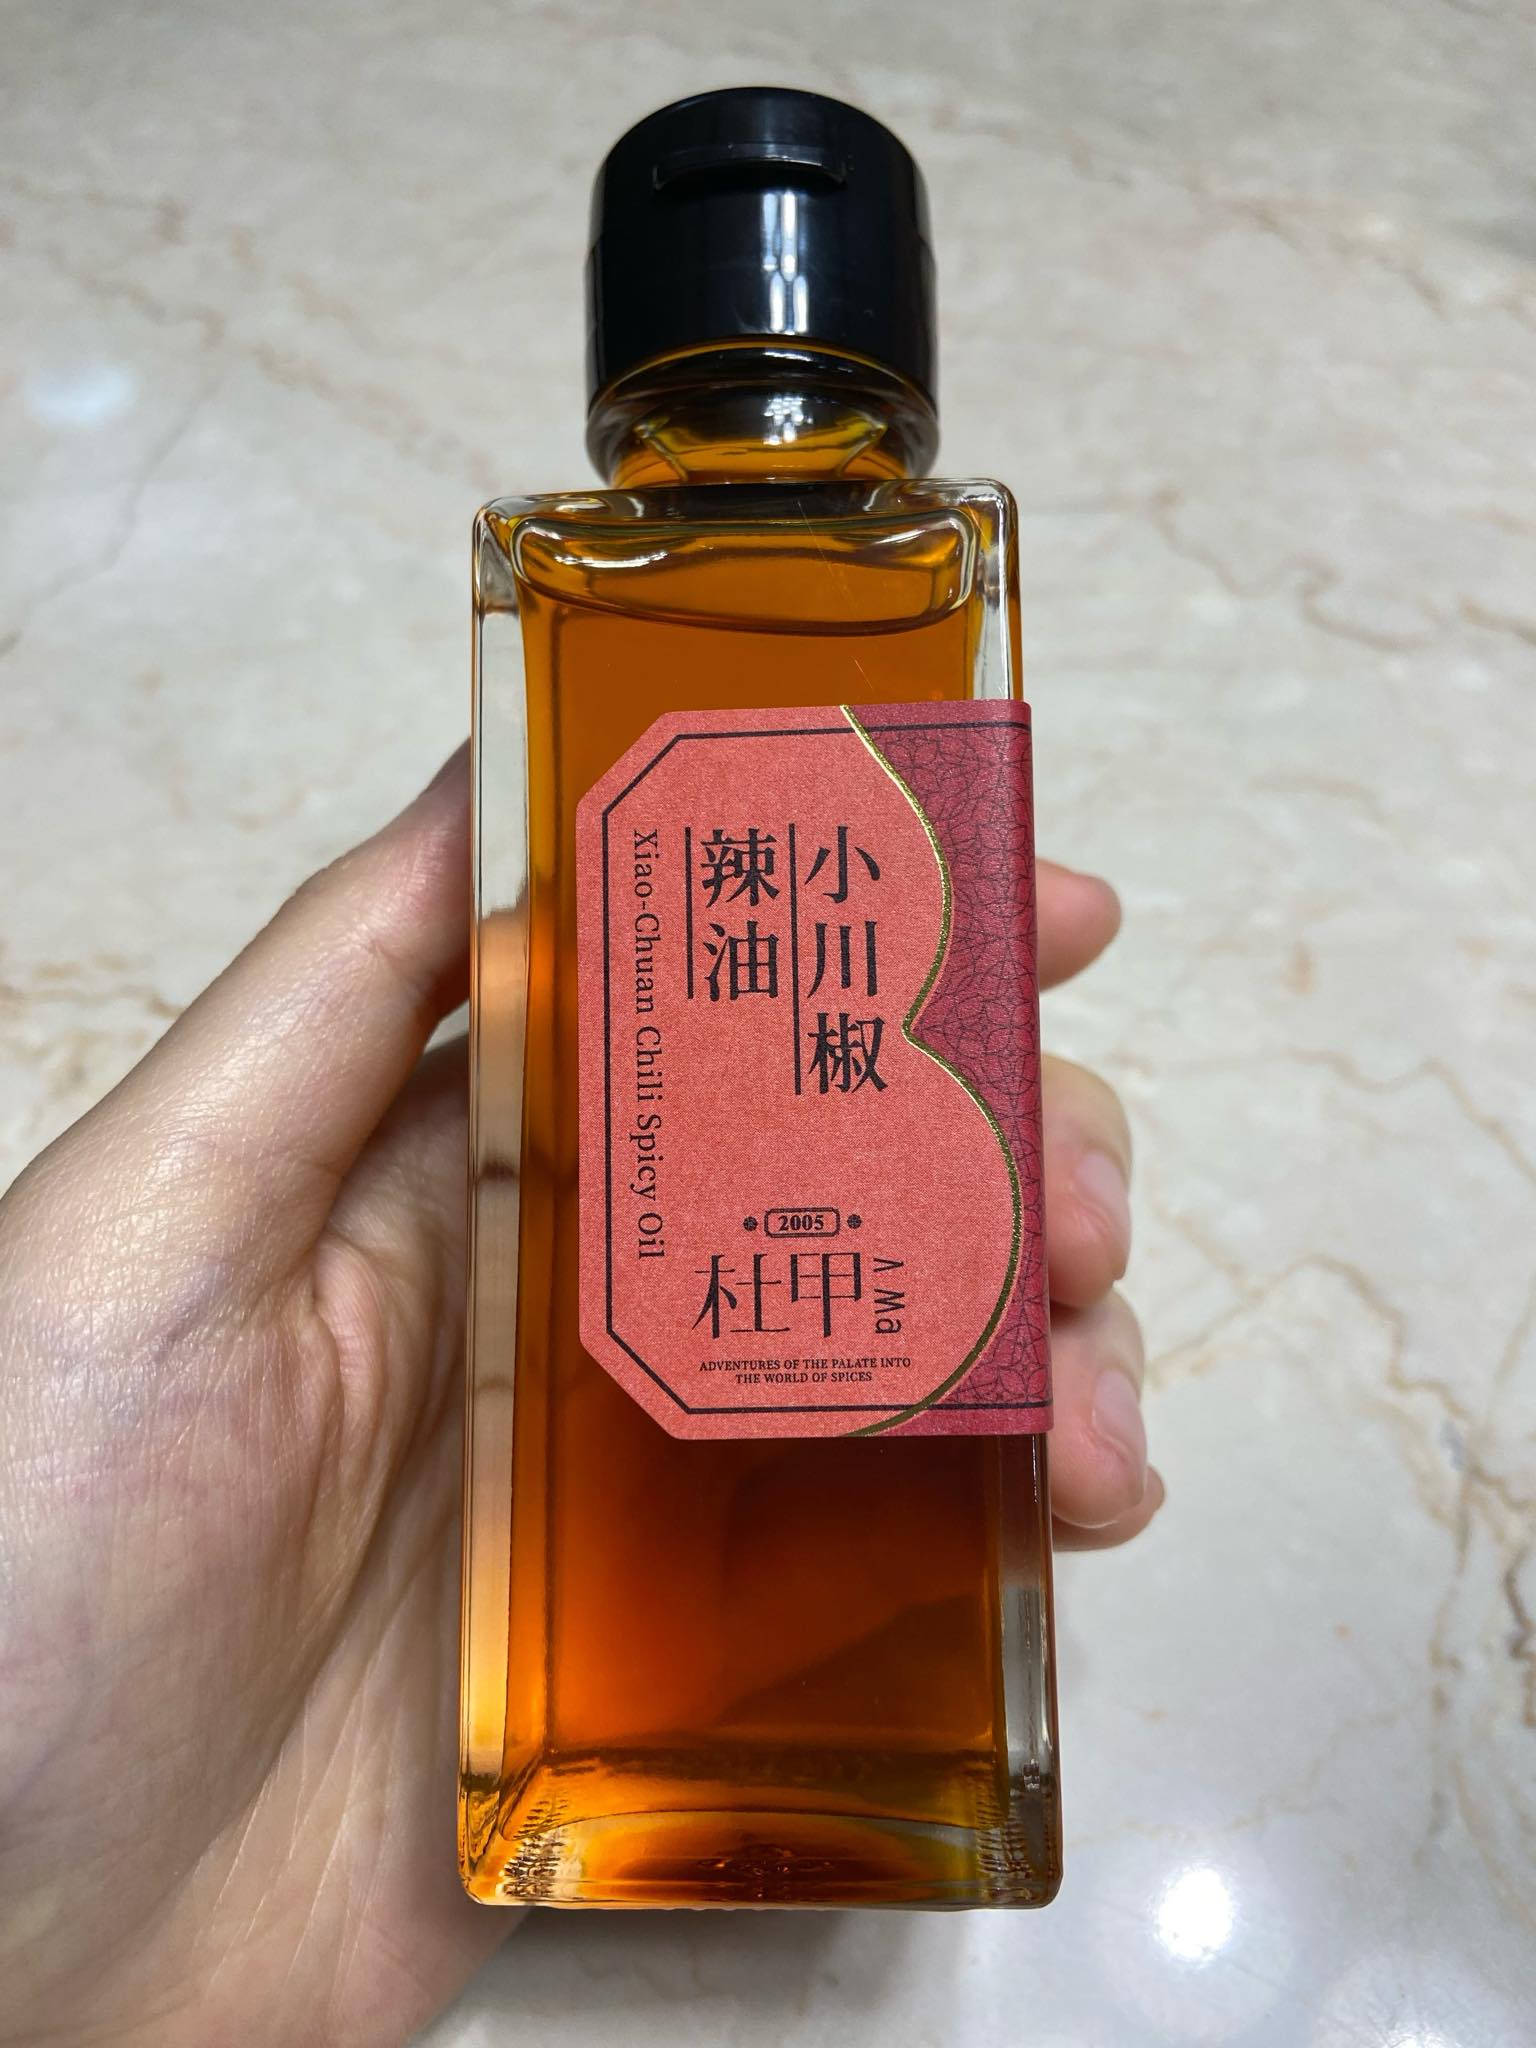 小川椒
辣油
Xiao-Chuan Chili Spicy Oil
2005
杜甲
A Ma
ADVENTURES OF THE PALATE INTO
THE WORLD OF SPICES